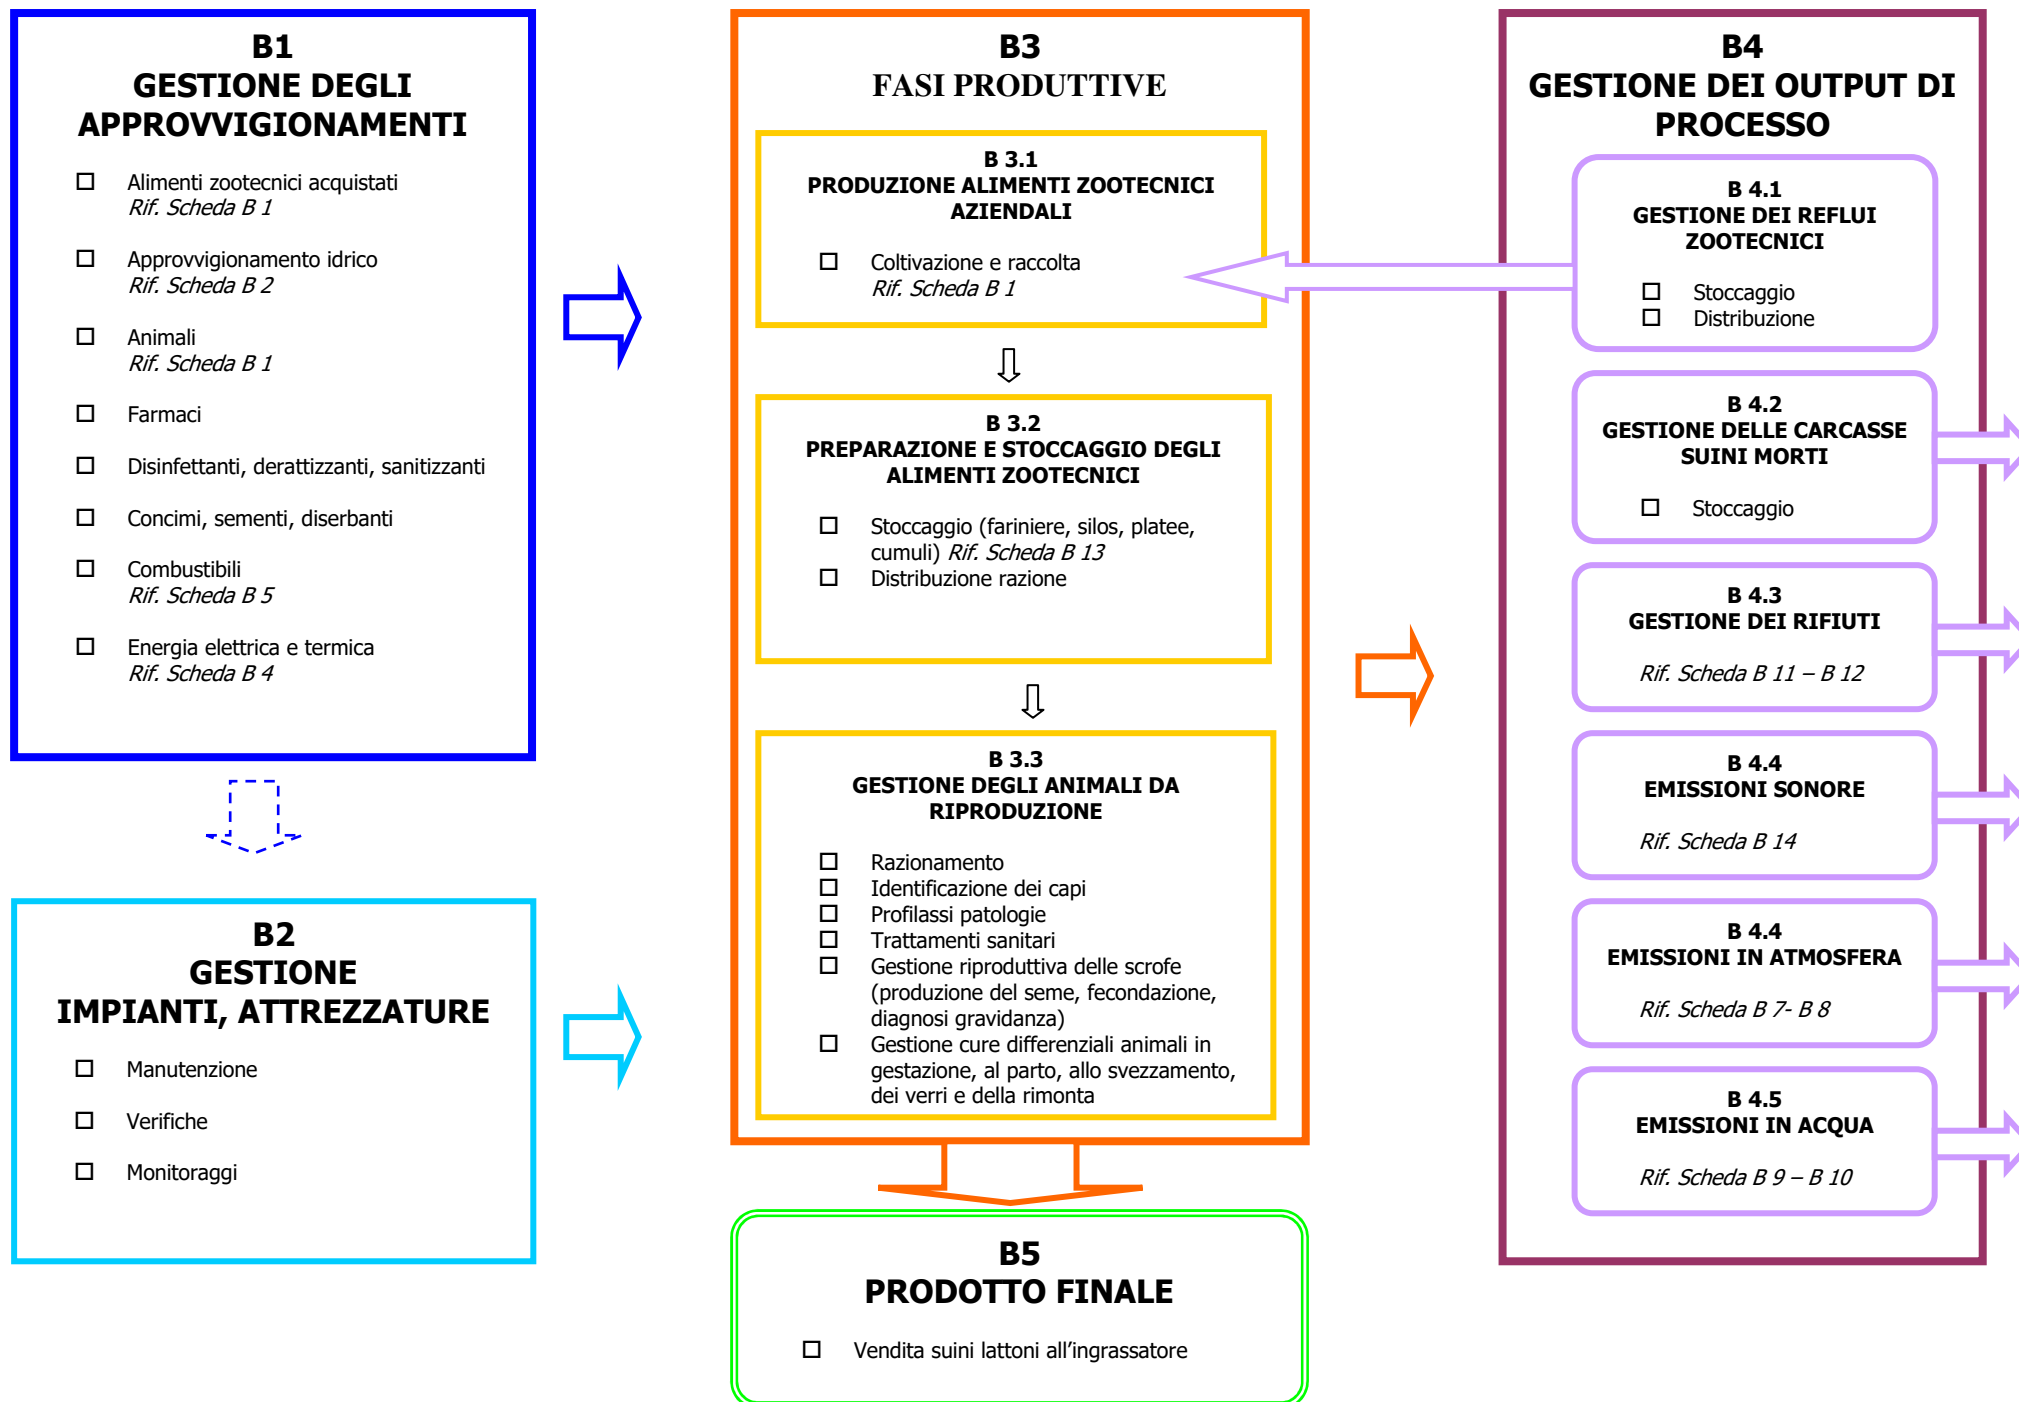 B1
GESTIONE DEGLI
APPROVVIGIONAMENTI
Alimenti zootecnici acquistati
Rif. Scheda B 1
Approvvigionamento idrico
Rif. Scheda B 2
Animali
Rif. Scheda B 1
Farmaci
Disinfettanti, derattizzanti, sanitizzanti
Concimi, sementi, diserbanti
Combustibili
Rif. Scheda B 5
Energia elettrica e termica
Rif. Scheda B 4
B2
GESTIONE
IMPIANTI, ATTREZZATURE
Manutenzione
Verifiche
Monitoraggi
B3
FASI PRODUTTIVE
B 3.1
PRODUZIONE ALIMENTI ZOOTECNICI
AZIENDALI
Coltivazione e raccolta
Rif. Scheda B 1
B 3.2
PREPARAZIONE E STOCCAGGIO DEGLI
ALIMENTI ZOOTECNICI
Stoccaggio (fariniere, silos, platee,
cumuli) Rif. Scheda B 13
Distribuzione razione
B 3.3
GESTIONE DEGLI ANIMALI DA
RIPRODUZIONE
Razionamento
Identificazione dei capi
Profilassi patologie
Trattamenti sanitari
Gestione riproduttiva delle scrofe
(produzione del seme, fecondazione,
diagnosi gravidanza)
Gestione cure differenziali animali in
gestazione, al parto, allo svezzamento,
dei verri e della rimonta
B5
PRODOTTO FINALE
Vendita suini lattoni all'ingrassatore
B4
GESTIONE DEI OUTPUT DI
PROCESSO
B 4.1
GESTIONE DEI REFLUI
ZOOTECNICI
Stoccaggio
Distribuzione
B 4.2
GESTIONE DELLE CARCASSE
SUINI MORTI
Stoccaggio
B 4.3
GESTIONE DEI RIFIUTI
Rif. Scheda B 11 – B 12
B 4.4
EMISSIONI SONORE
Rif. Scheda B 14
B 4.4
EMISSIONI IN ATMOSFERA
Rif. Scheda B 7- B 8
B 4.5
EMISSIONI IN ACQUA
Rif. Scheda B 9 – B 10